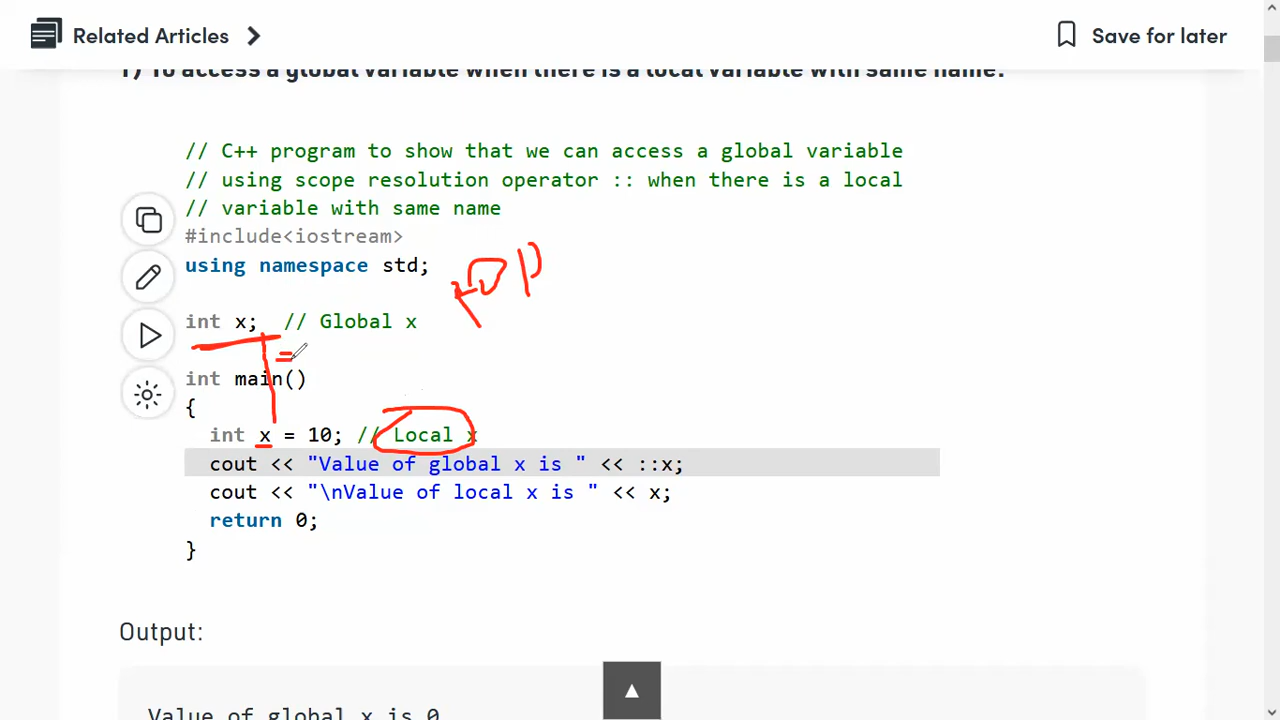 Related Articles
Save for later
1) To access a global variable when there is a local variable with same name:
// C++ program to show that we can access a global variable
// using scope resolution operator :: when there is a local
// variable with same name
#include<iostream>
using namespace std;
int x;  // Global x
=
int main()
{
int x = 10; // Local x
cout << "Value of global x is " << ::x;
cout << "\nValue of local x is " << x;
return 0;
}
Output:
Value of global x is 0